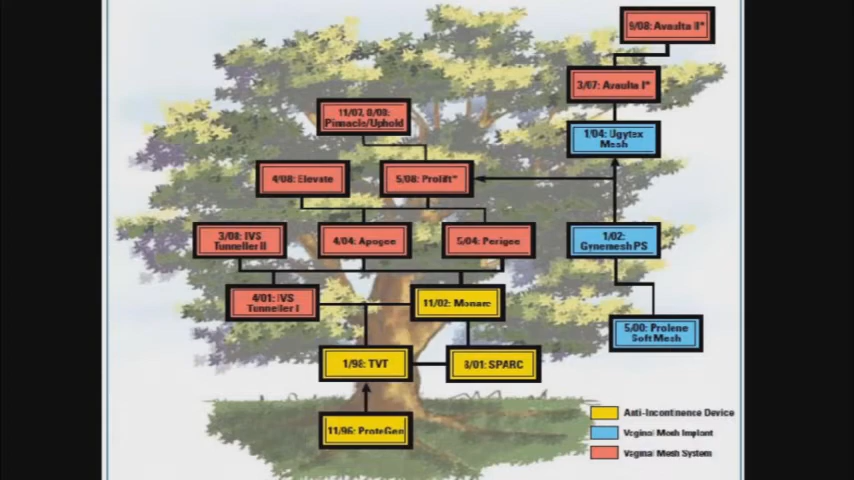 9/08: Avaulta II*
3/07: Avaulta I*
11/07, 8/08:
Pinnacle/Uphold
1/04: Ugytex
Mesh
4/08: Elevate
5/08: Prolift*
3/08: IVS
Tunneller II
4/04: Apogee
5/04: Perigee
1/02:
Gynemesh PS
4/01: IVS
Tunneller I
11/02: Monarc
5/00: Prolene
Soft Mesh
1/98: TVT
8/01: SPARC
11/96: ProteGen
Anti-Incontinence Device
Vaginal Mesh Implant
Vaginal Mesh System